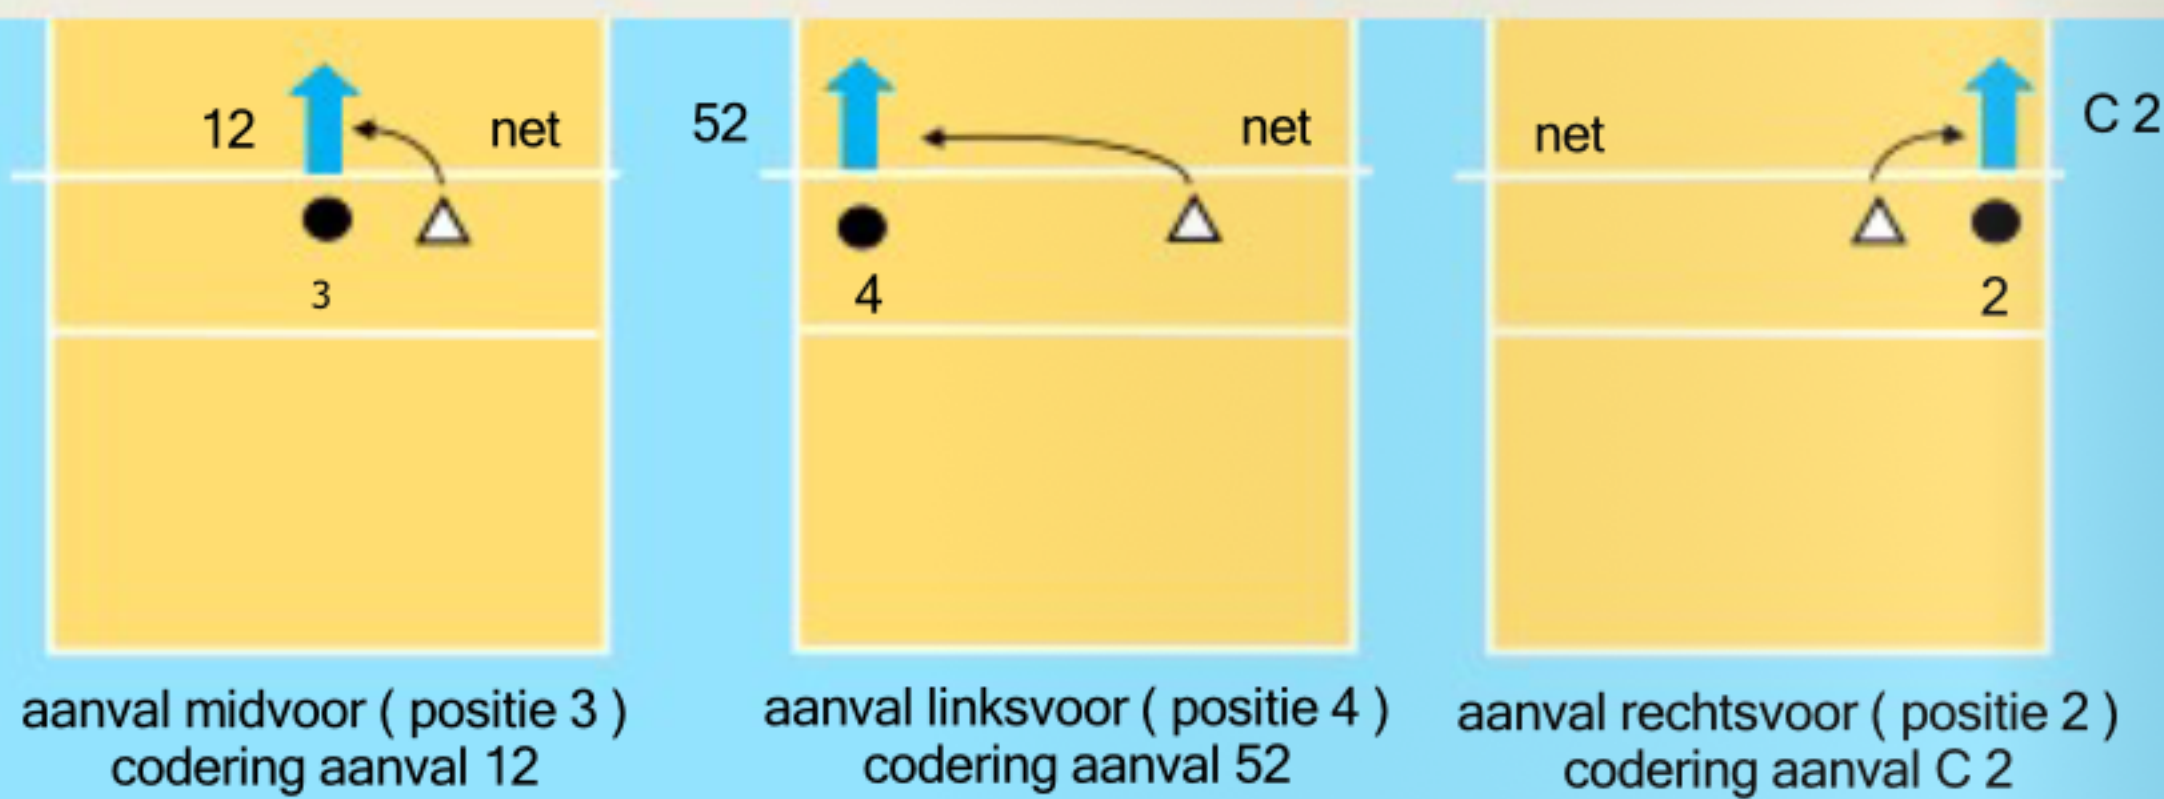 12
net
3
52
net
4
net
C 2
2
aanval midvoor ( positie 3 )
codering aanval 12
aanval linksvoor ( positie 4 )
codering aanval 52
aanval rechtsvoor ( positie 2 )
codering aanval C 2